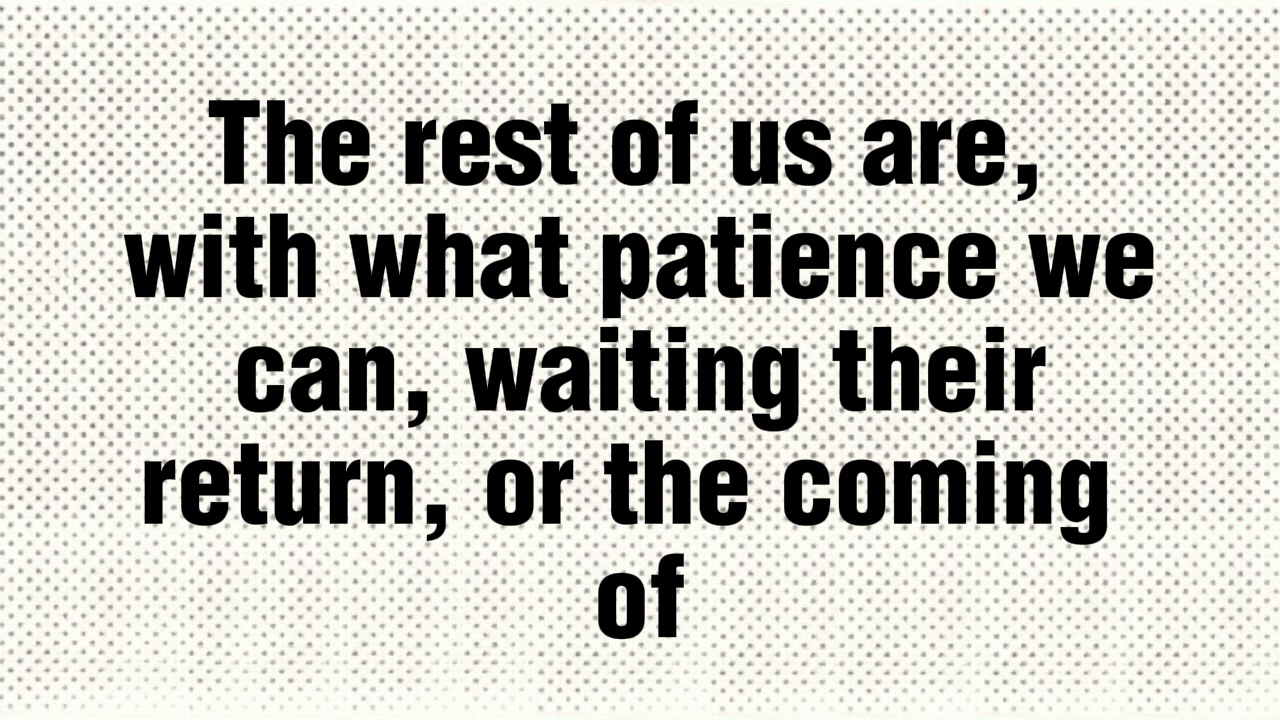 The rest of us are,
with what patience we
can, waiting their
return, or the coming
of